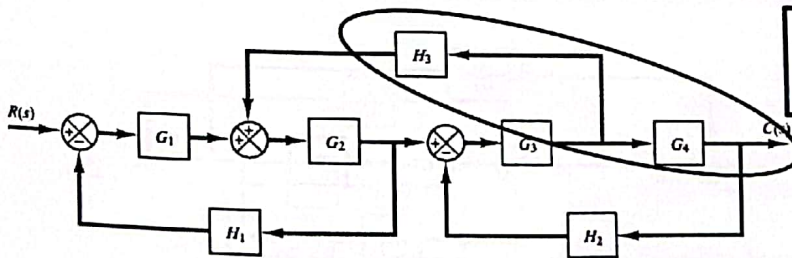 H₃
R(s)
G₁
G₂
G₃
G₄
H₁
H₂